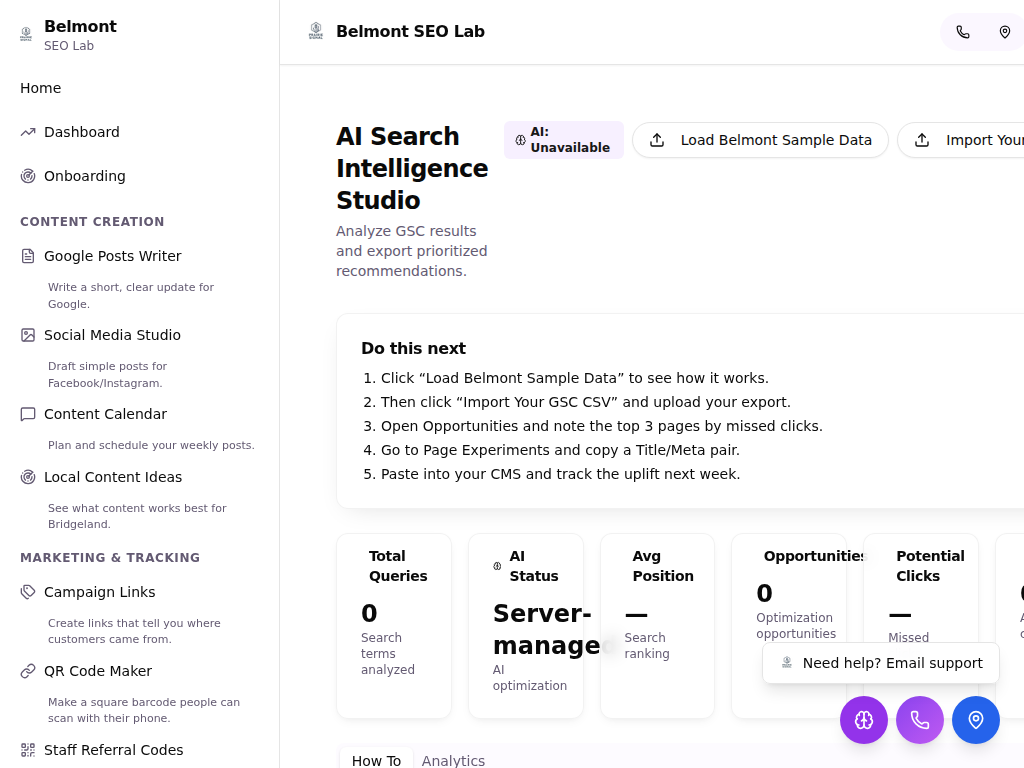 Belmont
SEO Lab
Home
Dashboard
Onboarding
CONTENT CREATION
Google Posts Writer
Write a short, clear update for
Google.
Social Media Studio
Draft simple posts for
Facebook/Instagram.
Content Calendar
Plan and schedule your weekly posts.
Local Content Ideas
See what content works best for
Bridgeland.
MARKETING & TRACKING
Campaign Links
Create links that tell you where
customers came from.
QR Code Maker
Make a square barcode people can
scan with their phone.
Staff Referral Codes
Belmont SEO Lab
AI Search
Intelligence
Studio
Analyze GSC results
and export prioritized
recommendations.
AI:
Unavailable
Load Belmont Sample Data
Import Your
Do this next
1. Click “Load Belmont Sample Data” to see how it works.
2. Then click “Import Your GSC CSV” and upload your export.
3. Open Opportunities and note the top 3 pages by missed clicks.
4. Go to Page Experiments and copy a Title/Meta pair.
5. Paste into your CMS and track the uplift next week.
Total
Queries
0
Search
terms
analyzed
AI
Status
Server-
managed
AI
optimization
Avg
Position
—
Search
ranking
Opportunities
0
Optimization
opportunities
Potential
Clicks
—
Missed
Need help? Email support
How To
Analytics